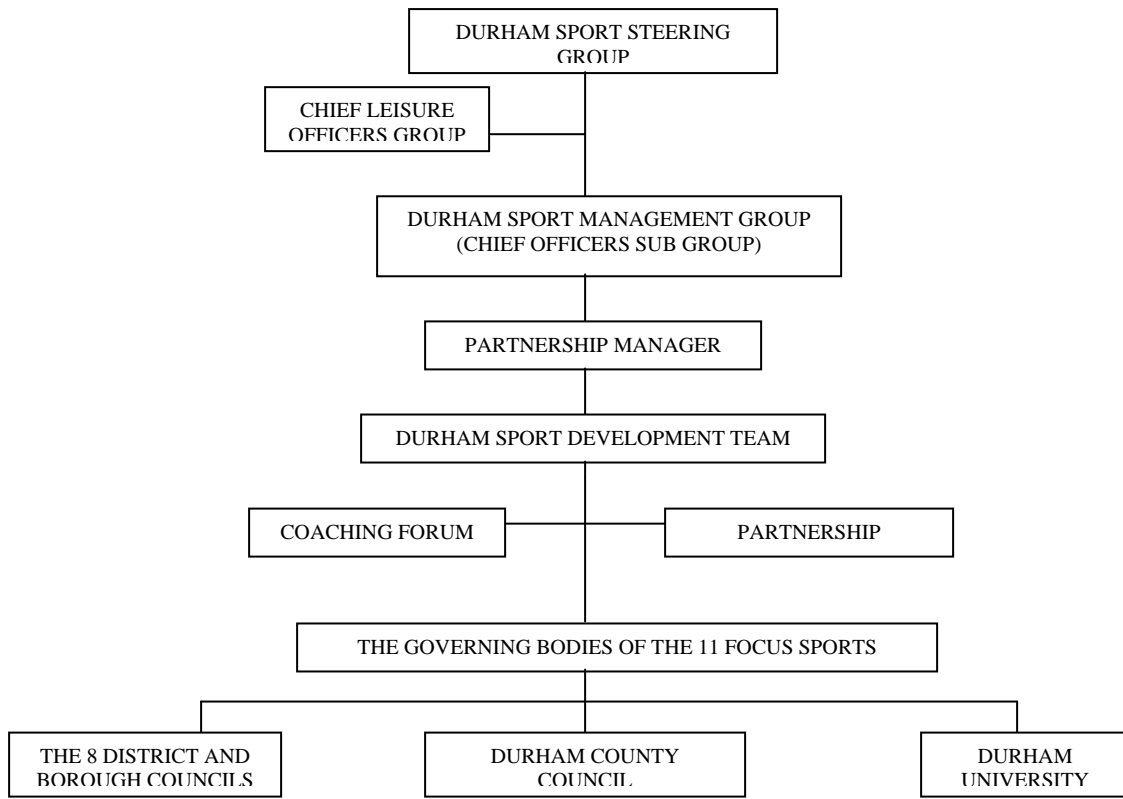 DURHAM SPORT STEERING
GROUP
CHIEF LEISURE
OFFICERS GROUP
DURHAM SPORT MANAGEMENT GROUP
(CHIEF OFFICERS SUB GROUP)
PARTNERSHIP MANAGER
DURHAM SPORT DEVELOPMENT TEAM
COACHING FORUM
PARTNERSHIP
THE GOVERNING BODIES OF THE 11 FOCUS SPORTS
THE 8 DISTRICT AND
BOROUGH COUNCILS
DURHAM COUNTY
COUNCIL
DURHAM
UNIVERSITY